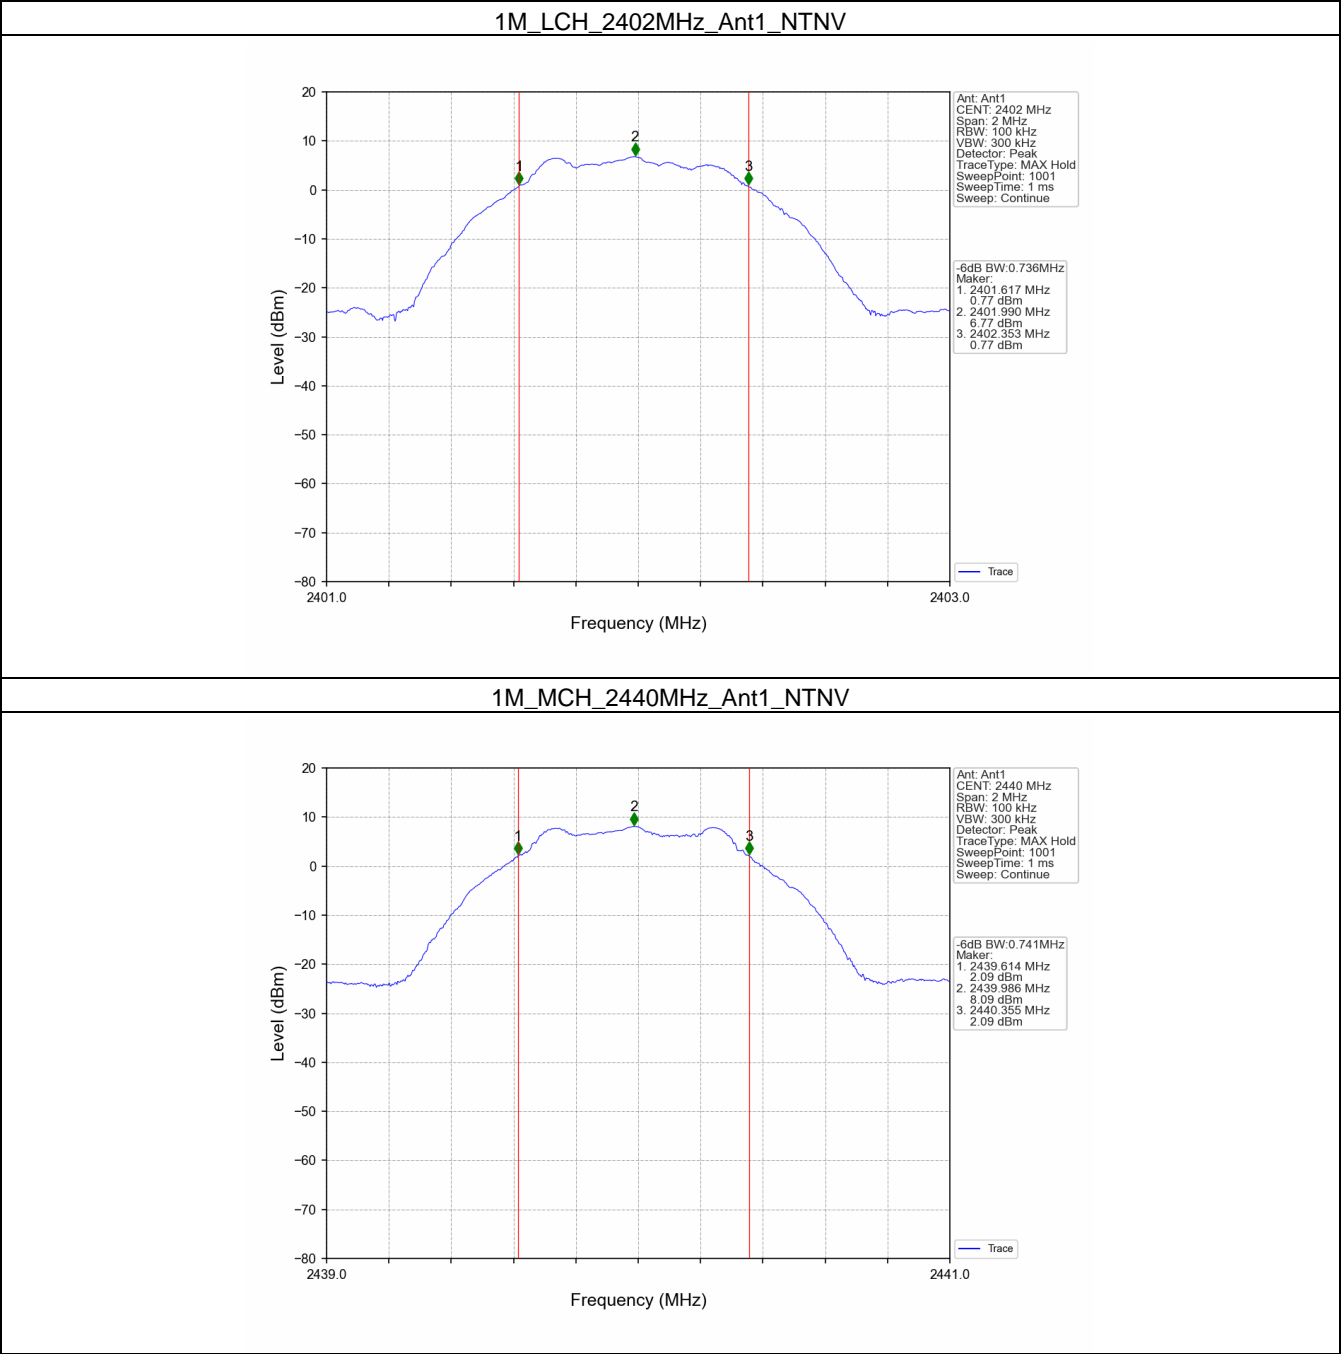 1M_LCH_2402MHz_Ant1_NTNV
20
10
0
−10
−20
−30
−40
−50
−60
−70
−80
Level (dBm)
1
2
3
2401.0
2403.0
Frequency (MHz)
Ant: Ant1
CENT: 2402 MHz
Span: 2 MHz
RBW: 100 kHz
VBW: 300 kHz
Detector: Peak
TraceType: MAX Hold
SweepPoint: 1001
SweepTime: 1 ms
Sweep: Continue
-6dB BW:0.736MHz
Maker:
1. 2401.617 MHz
0.77 dBm
2. 2401.990 MHz
6.77 dBm
3. 2402.353 MHz
0.77 dBm
Trace
1M_MCH_2440MHz_Ant1_NTNV
20
10
0
−10
−20
−30
−40
−50
−60
−70
−80
Level (dBm)
1
2
3
2439.0
2441.0
Frequency (MHz)
Ant: Ant1
CENT: 2440 MHz
Span: 2 MHz
RBW: 100 kHz
VBW: 300 kHz
Detector: Peak
TraceType: MAX Hold
SweepPoint: 1001
SweepTime: 1 ms
Sweep: Continue
-6dB BW:0.741MHz
Maker:
1. 2439.614 MHz
2.09 dBm
2. 2439.986 MHz
8.09 dBm
3. 2440.355 MHz
2.09 dBm
Trace